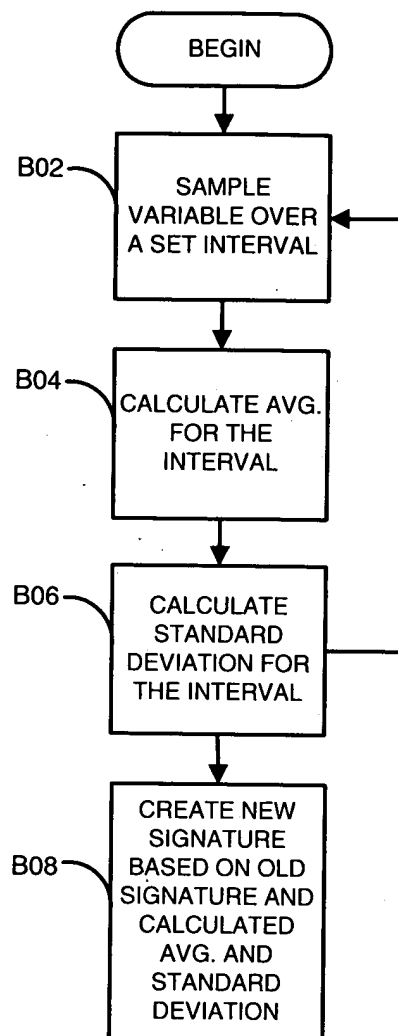 BEGIN
B02
SAMPLE
VARIABLE OVER
A SET INTERVAL
B04
CALCULATE AVG.
FOR THE
INTERVAL
B06
CALCULATE
STANDARD
DEVIATION FOR
THE INTERVAL
B08
CREATE NEW
SIGNATURE
BASED ON OLD
SIGNATURE AND
CALCULATED
AVG. AND
STANDARD
DEVIATION